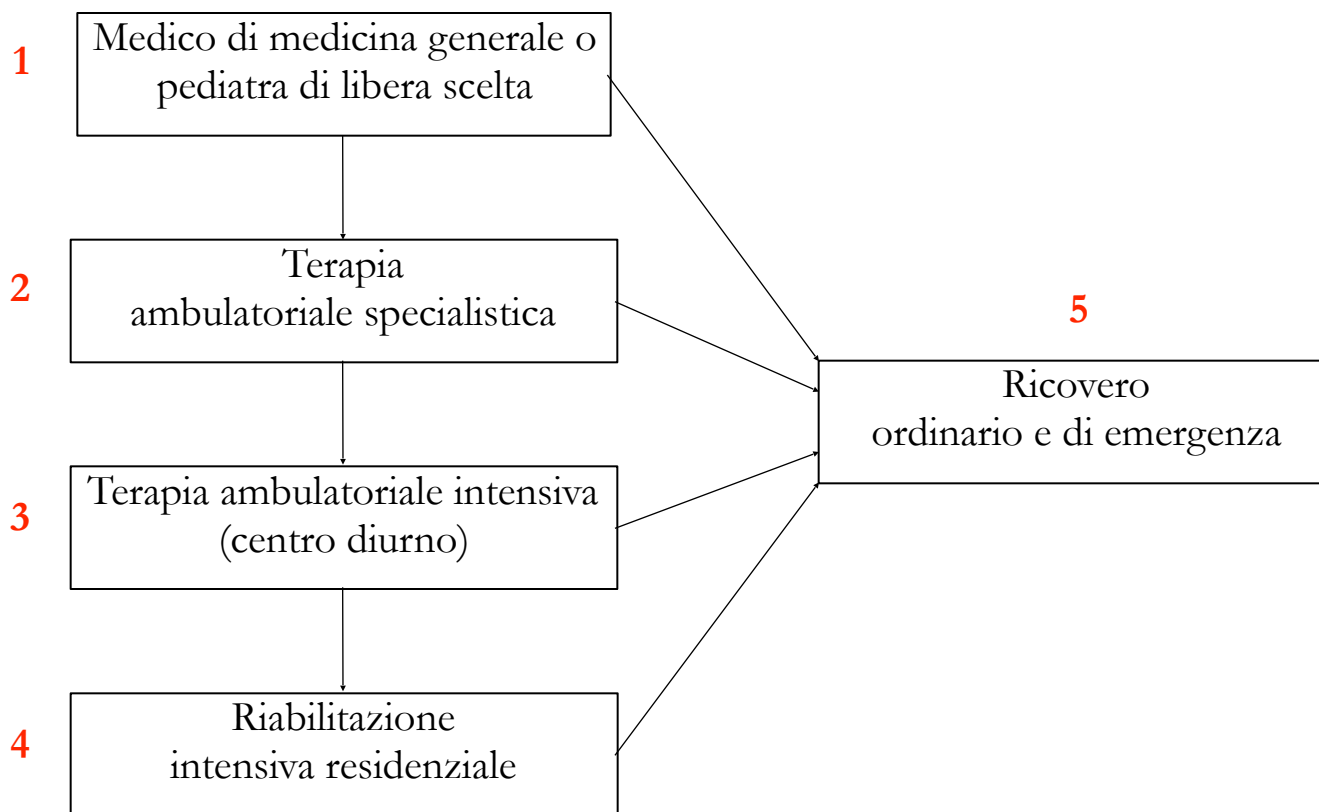 1
Medico di medicina generale o
pediatra di libera scelta
2
Terapia
ambulatoriale specialistica
5
Ricovero
ordinario e di emergenza
3
Terapia ambulatoriale intensiva
(centro diurno)
4
Riabilitazione
intensiva residenziale